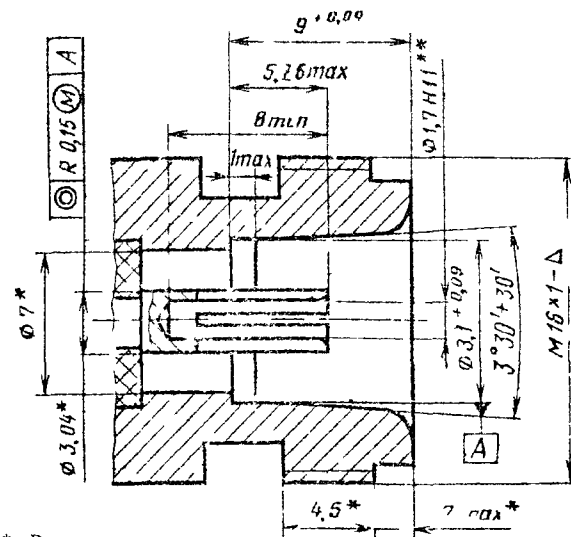 9 +0,09
5,26max
8min
1max
◎ R 0,15 Ⓜ A
⌀1,7H11**
⌀7*
⌀3,04*
⌀3,1 +0,09
3°30'+30'
M16×1-Δ
A
4,5*
max*